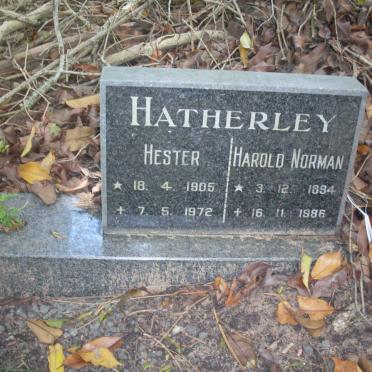 HATHERLEY
HESTER
★ 18. 4. 1905
+ 7. 5. 1972
HAROLD NORMAN
★ 3. 12. 1894
+ 16. 11. 1986